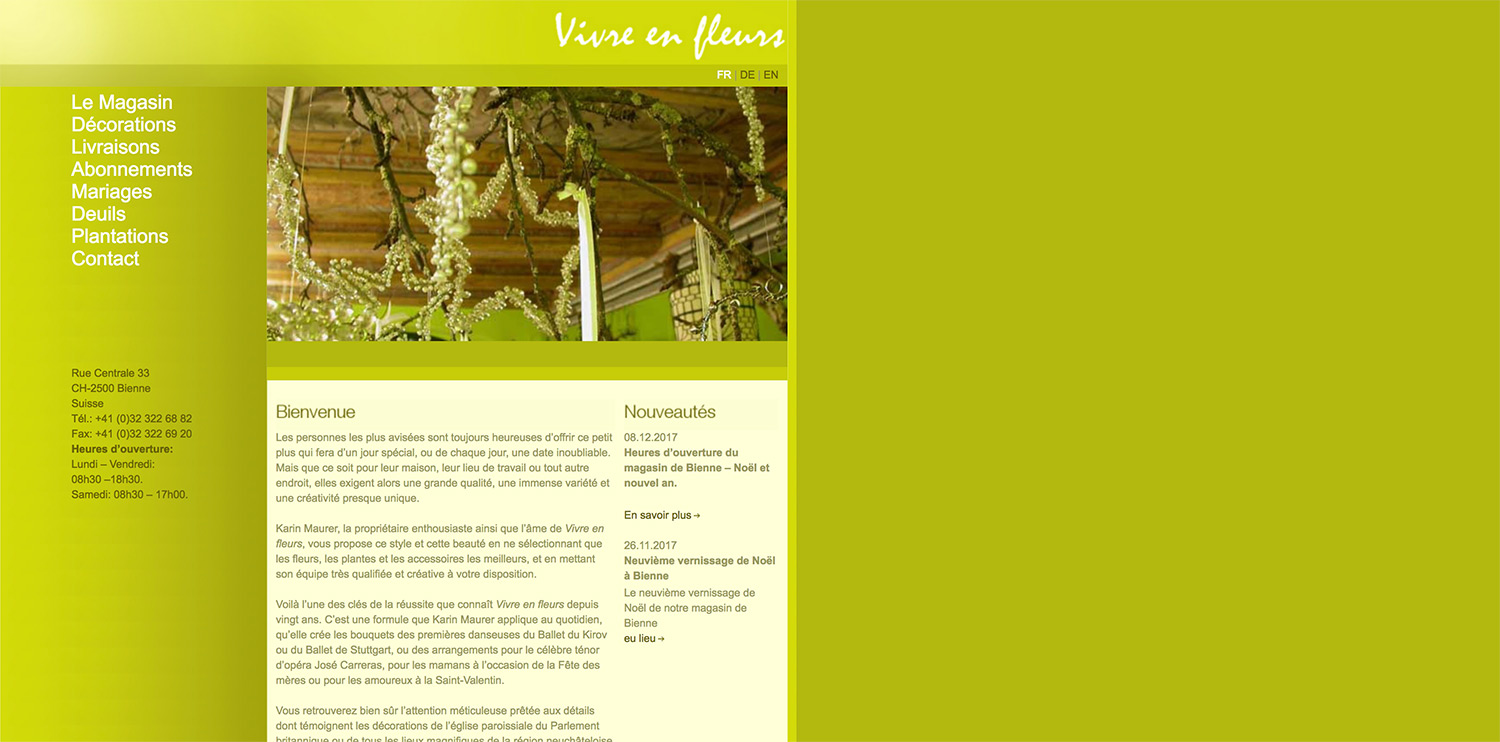 Vivre en fleurs
FR | DE | EN
Le Magasin
Décorations
Livraisons
Abonnements
Mariages
Deuils
Plantations
Contact
Rue Centrale 33
CH-2500 Bienne
Suisse
Tél.: +41 (0)32 322 68 82
Fax: +41 (0)32 322 69 20
Heures d'ouverture:
Lundi – Vendredi:
08h30 –18h30.
Samedi: 08h30 – 17h00.
Bienvenue
Les personnes les plus avisées sont toujours heureuses d'offrir ce petit
plus qui fera d'un jour spécial, ou de chaque jour, une date inoubliable.
Mais que ce soit pour leur maison, leur lieu de travail ou tout autre
endroit, elles exigent alors une grande qualité, une immense variété et
une créativité presque unique.
Karin Maurer, la propriétaire enthousiaste ainsi que l'âme de Vivre en
fleurs, vous propose ce style et cette beauté en ne sélectionnant que
les fleurs, les plantes et les accessoires les meilleurs, et en mettant
son équipe très qualifiée et créative à votre disposition.
Voilà l'une des clés de la réussite que connaît Vivre en fleurs depuis
vingt ans. C'est une formule que Karin Maurer applique au quotidien,
qu'elle crée les bouquets des premières danseuses du Ballet du Kirov
ou du Ballet de Stuttgart, ou des arrangements pour le célèbre ténor
d'opéra José Carreras, pour les mamans à l'occasion de la Fête des
mères ou pour les amoureux à la Saint-Valentin.
Vous retrouverez bien sûr l'attention méticuleuse prêtée aux détails
dont témoignent les décorations de l'église paroissiale du Parlement
britannique ou de tous les lieux magnifiques de la région neuchâteloise
Nouveautés
08.12.2017
Heures d'ouverture du
magasin de Bienne – Noël et
nouvel an.
En savoir plus →
26.11.2017
Neuvième vernissage de Noël
à Bienne
Le neuvième vernissage de
Noël de notre magasin de
Bienne
eu lieu →